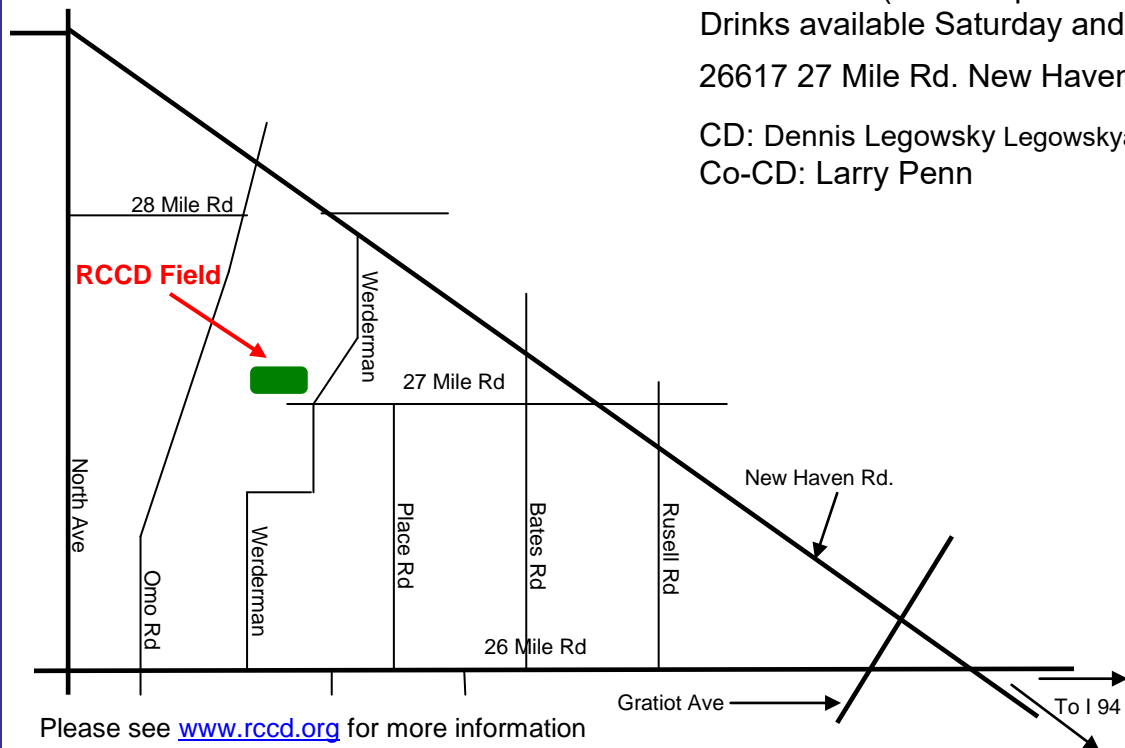 Drinks available Saturday and
26617 27 Mile Rd. New Haven
CD: Dennis Legowsky Legowsky
Co-CD: Larry Penn
28 Mile Rd
RCCD Field
Werderman
27 Mile Rd
North Ave
New Haven Rd.
Omo Rd
Werderman
Place Rd
Bates Rd
Rusell Rd
26 Mile Rd
Gratiot Ave
To I 94
Please see www.rccd.org for more information